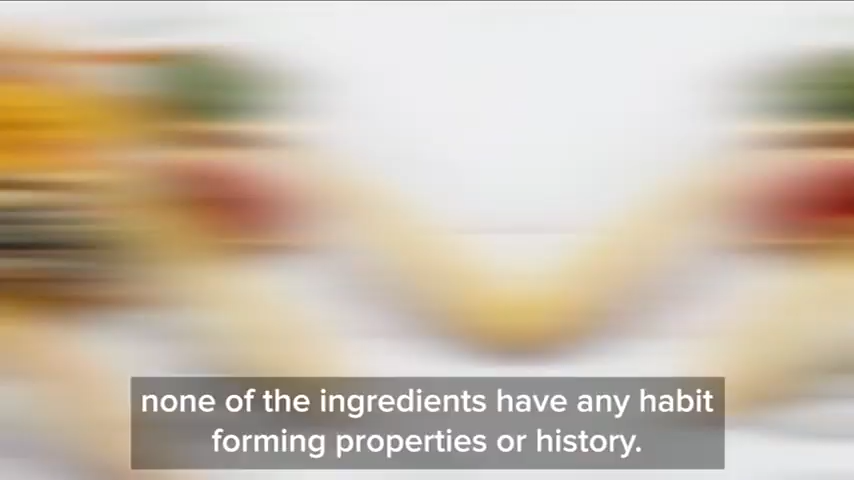 none of the ingredients have any habit
forming properties or history.